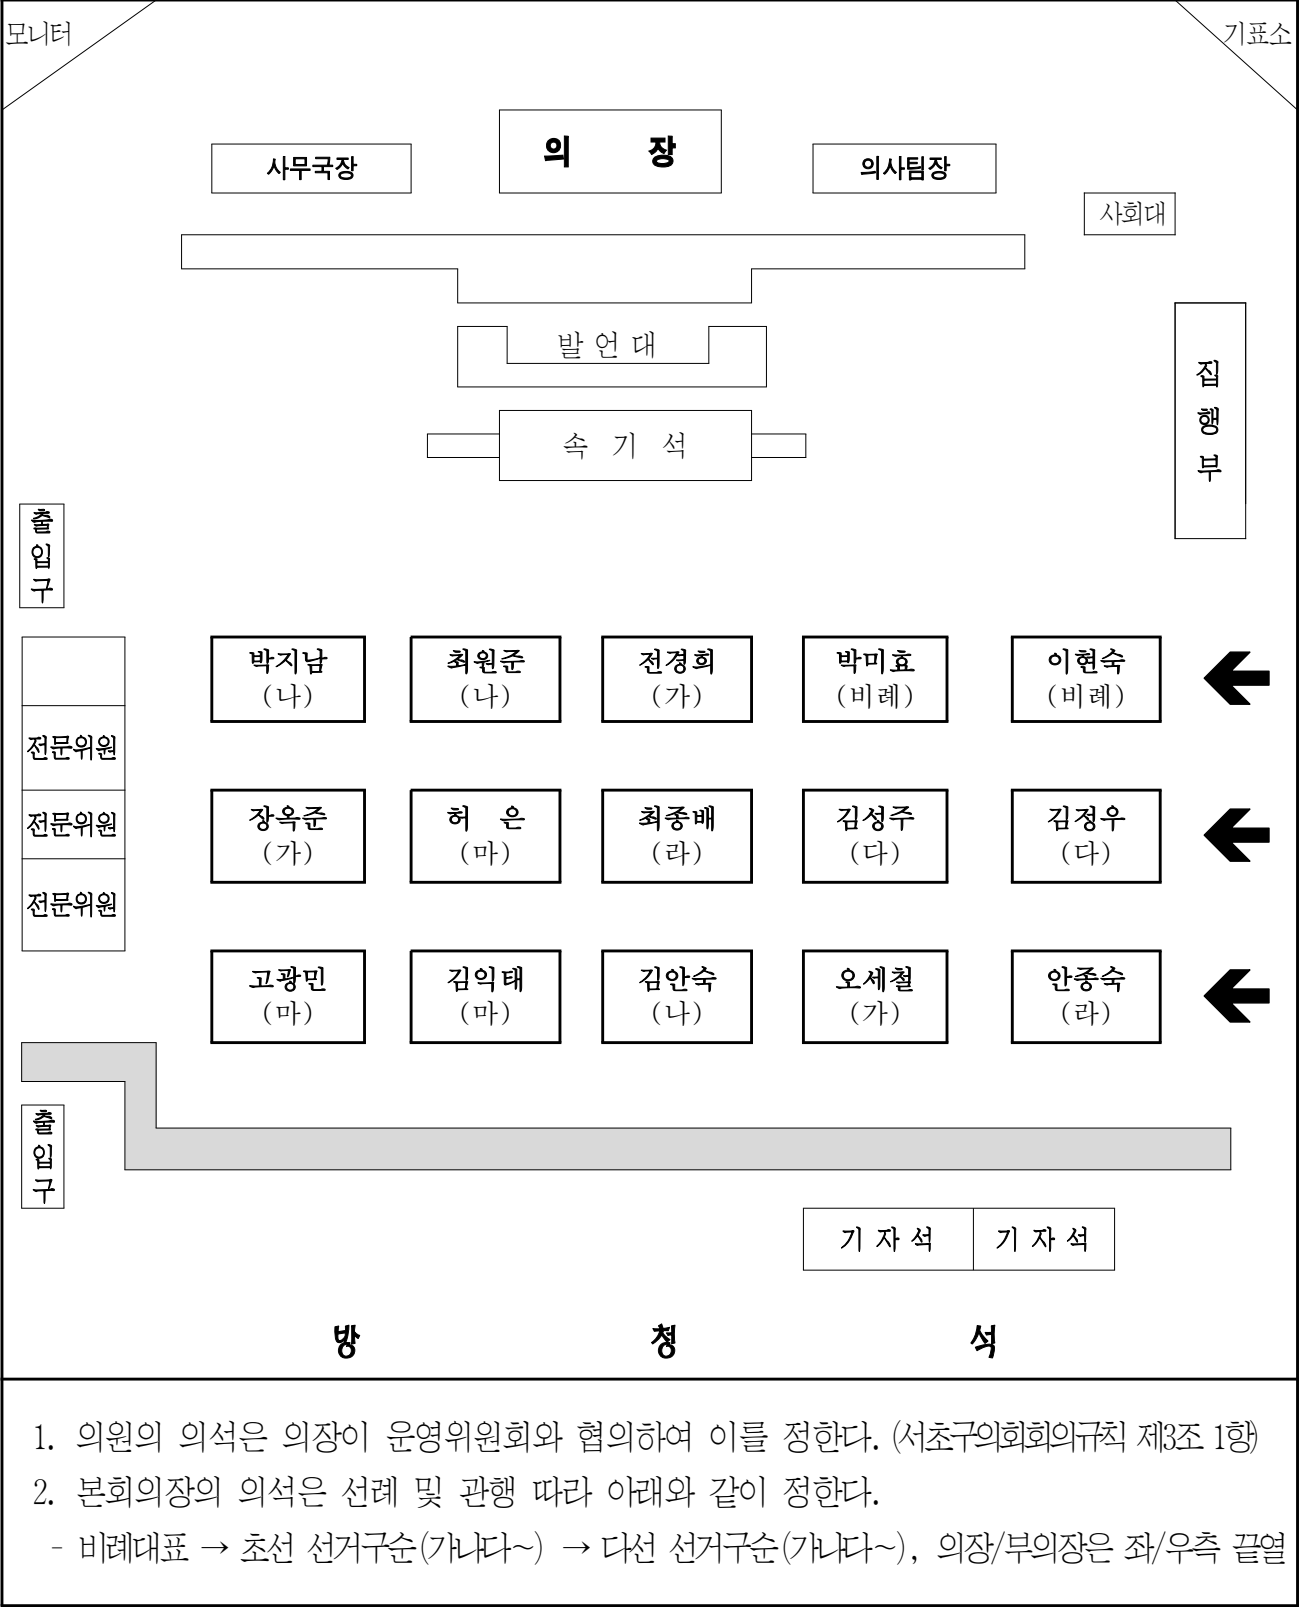 모니터
기표소
의 장
사무국장
의사팀장
사회대
발 언 대
집
행
부
속 기 석
출
입
구
박지남
(나)
최원준
(나)
전경희
(가)
박미효
(비례)
이현숙
(비례)
전문위원
장옥준
(가)
허 은
(마)
최종배
(라)
김성주
(다)
김정우
(다)
전문위원
전문위원
고광민
(마)
김익태
(마)
김안숙
(나)
오세철
(가)
안종숙
(라)
출
입
구
기 자 석
기 자 석
방 청 석
1. 의원의 의석은 의장이 운영위원회와 협의하여 이를 정한다. (서초구의회회의규칙 제3조 1항)
2. 본회의장의 의석은 선례 및 관행 따라 아래와 같이 정한다.
- 비례대표 → 초선 선거구순(가나다~) → 다선 선거구순(가나다~), 의장/부의장은 좌/우측 끝열